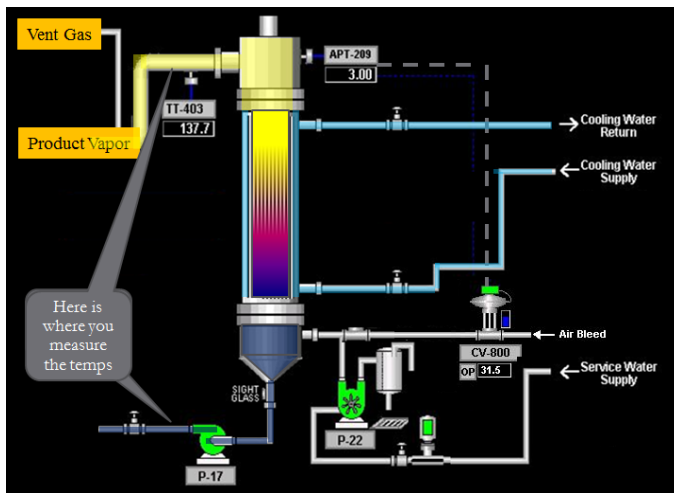 Vent Gas
APT-209
3.00
TT-403
137.7
Product Vapor
Cooling Water
Return
Cooling Water
Supply
Here is
where you
measure
the temps
Air Bleed
CV-800
OP 31.5
Service Water
Supply
SIGHT
GLASS
P-22
P-17